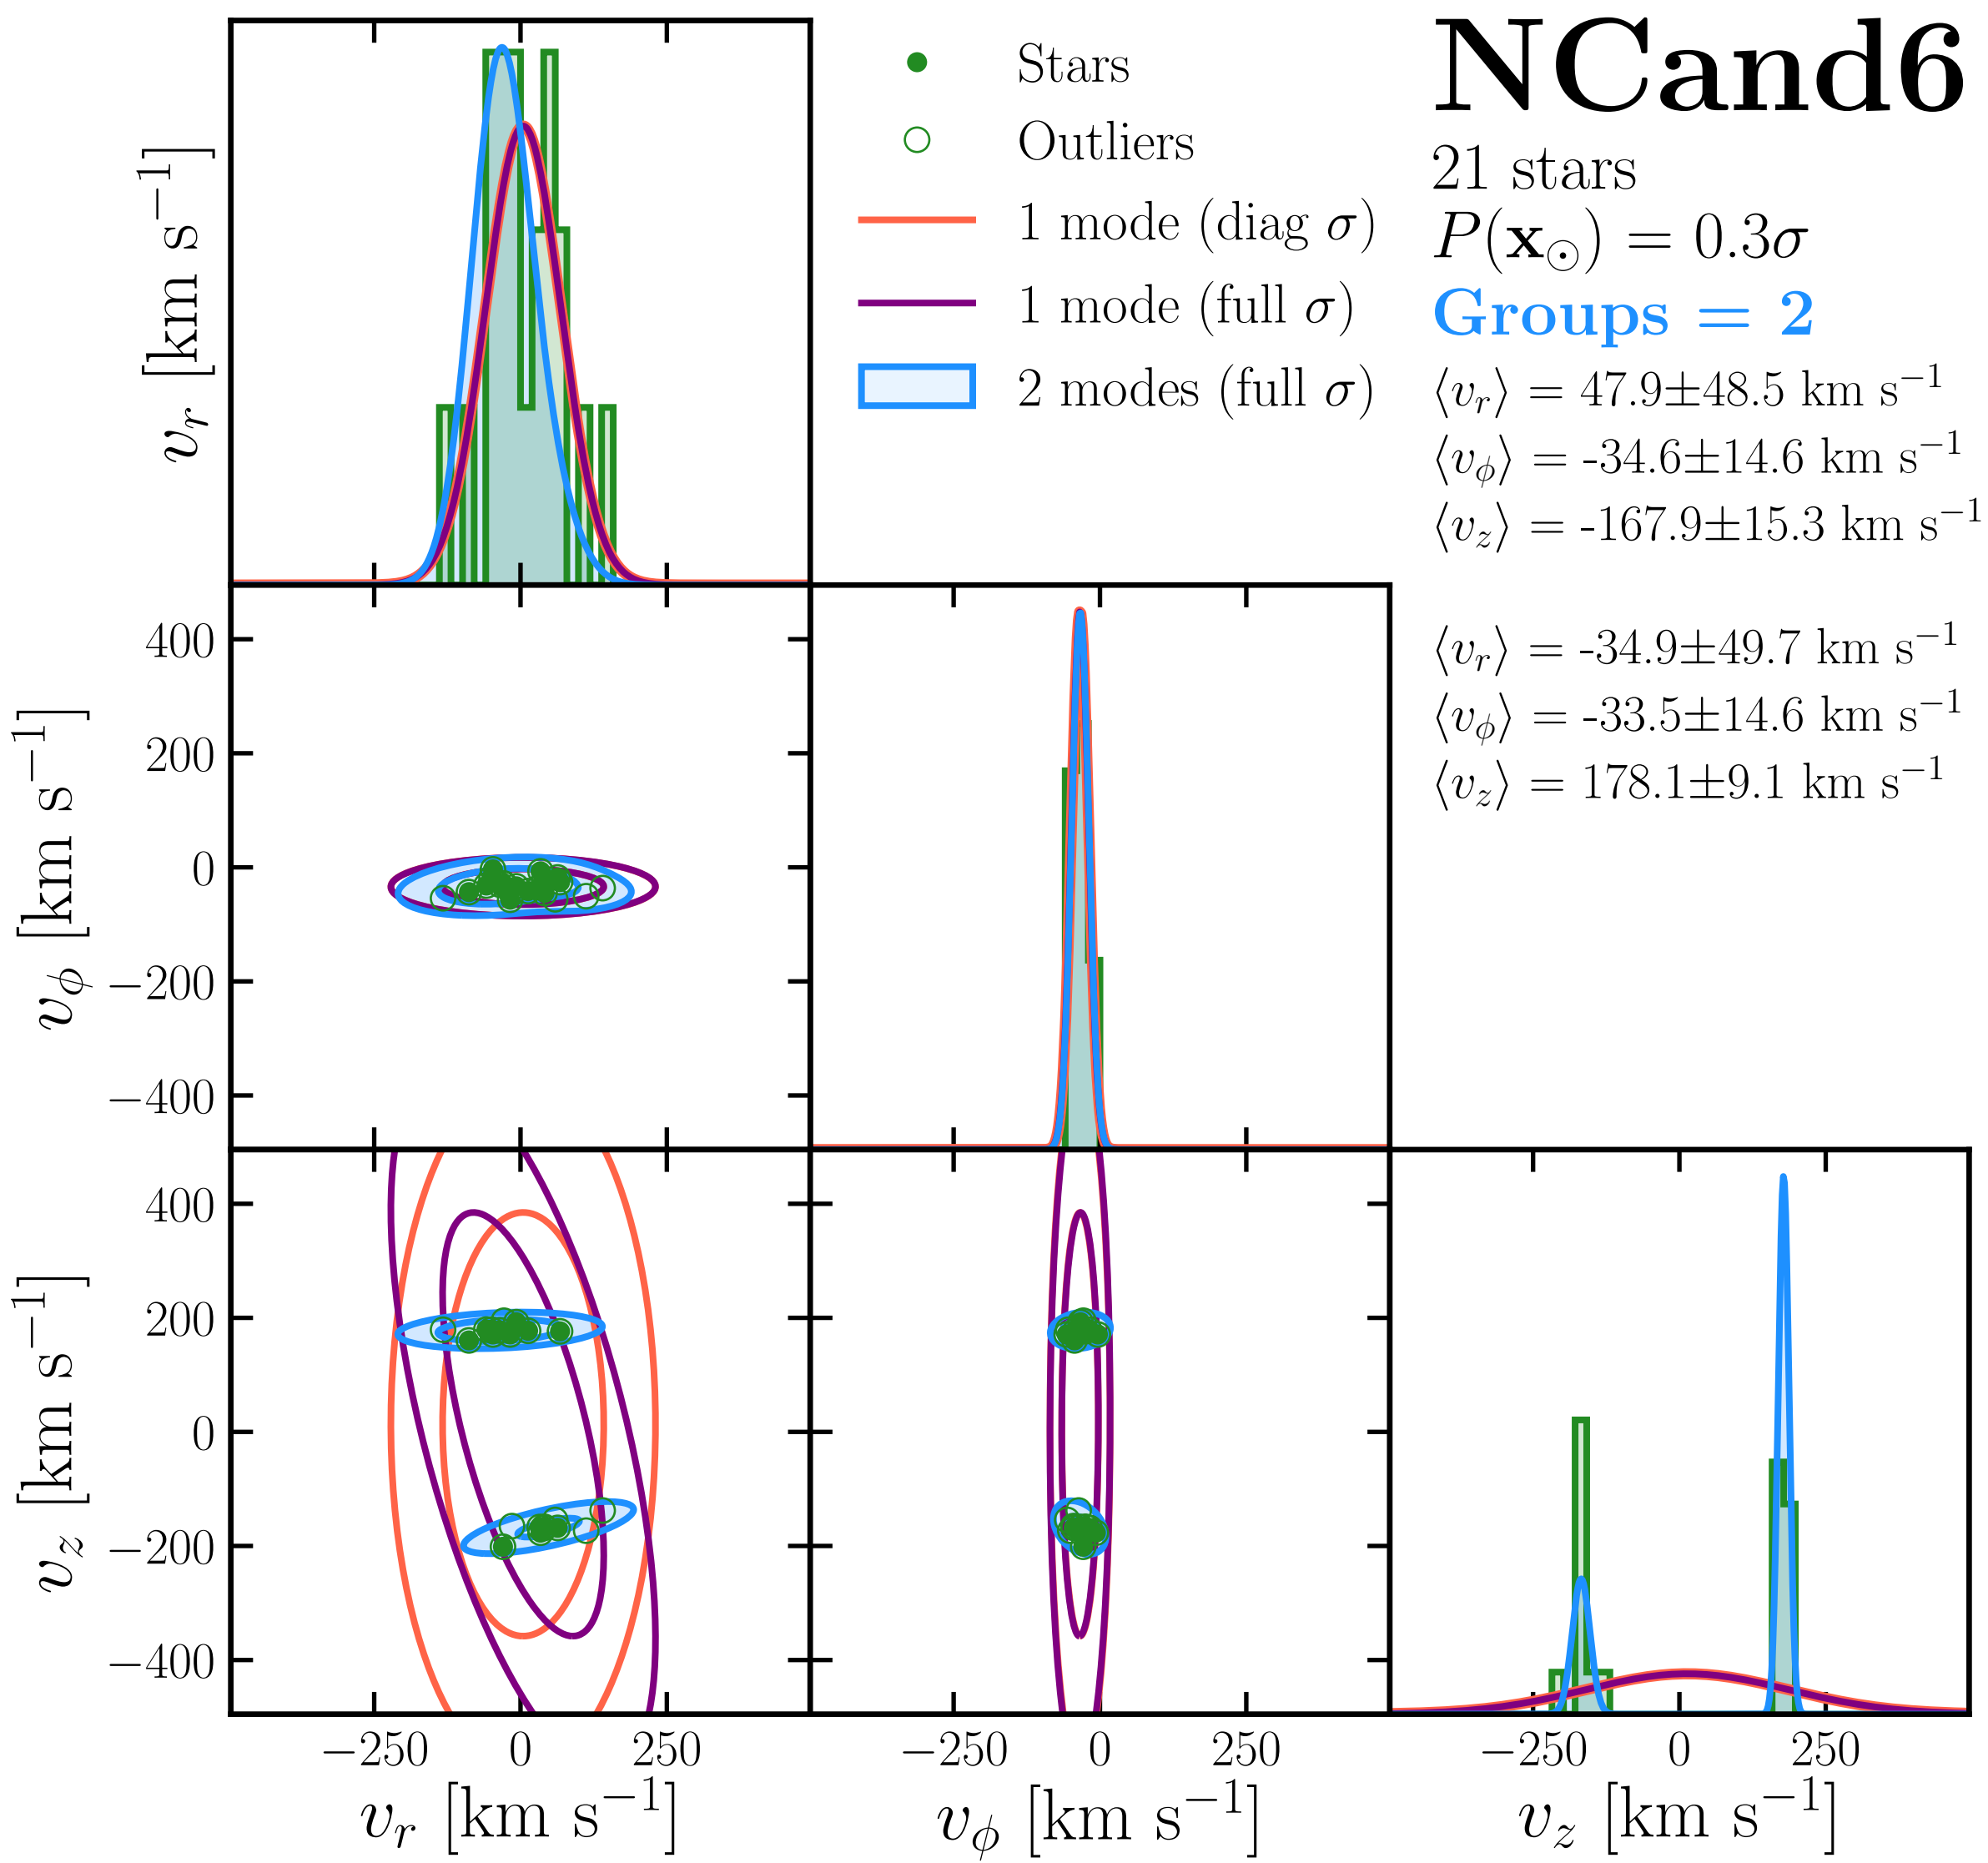 NCand6
21 stars
P(x⊙) = 0.3σ
Groups = 2
⟨v_r⟩ = 47.9±48.5 km s⁻¹
⟨v_ϕ⟩ = -34.6±14.6 km s⁻¹
⟨v_z⟩ = -167.9±15.3 km s⁻¹
⟨v_r⟩ = -34.9±49.7 km s⁻¹
⟨v_ϕ⟩ = -33.5±14.6 km s⁻¹
⟨v_z⟩ = 178.1±9.1 km s⁻¹
Stars
Outliers
1 mode (diag σ)
1 mode (full σ)
2 modes (full σ)
v_r [km s⁻¹]
v_ϕ [km s⁻¹]
400
200
0
−200
−400
v_z [km s⁻¹]
400
200
0
−200
−400
−250 0 250
−250 0 250
−250 0 250
v_r [km s⁻¹]
v_ϕ [km s⁻¹]
v_z [km s⁻¹]